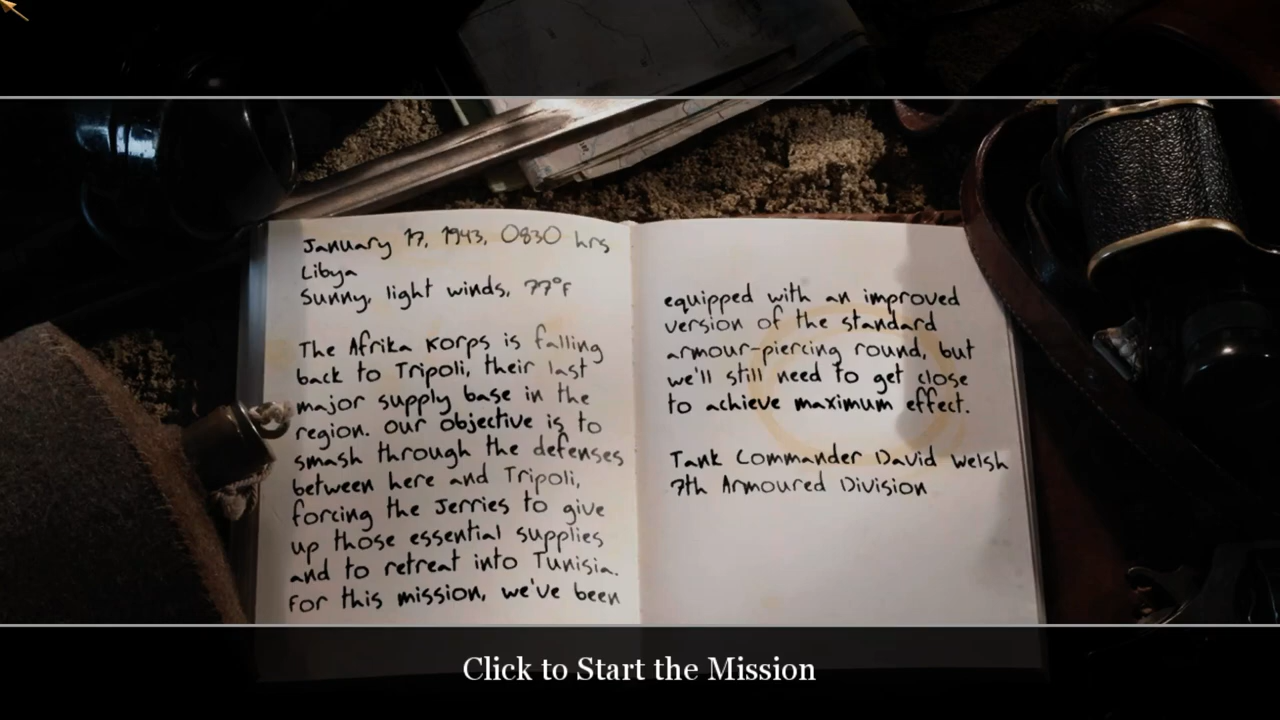 January 17, 1943, 0830 hrs
Libya
Sunny, light winds, 77°F
The Afrika Korps is falling
back to Tripoli, their last
major supply base in the
region. Our objective is to
smash through the defenses
between here and Tripoli,
forcing the Jerries to give
up those essential supplies
and to retreat into Tunisia.
For this mission, we've been
equipped with an improved
version of the standard
armour-piercing round, but
we'll still need to get close
to achieve maximum effect.
Tank Commander David Welsh
7th Armoured Division
Click to Start the Mission